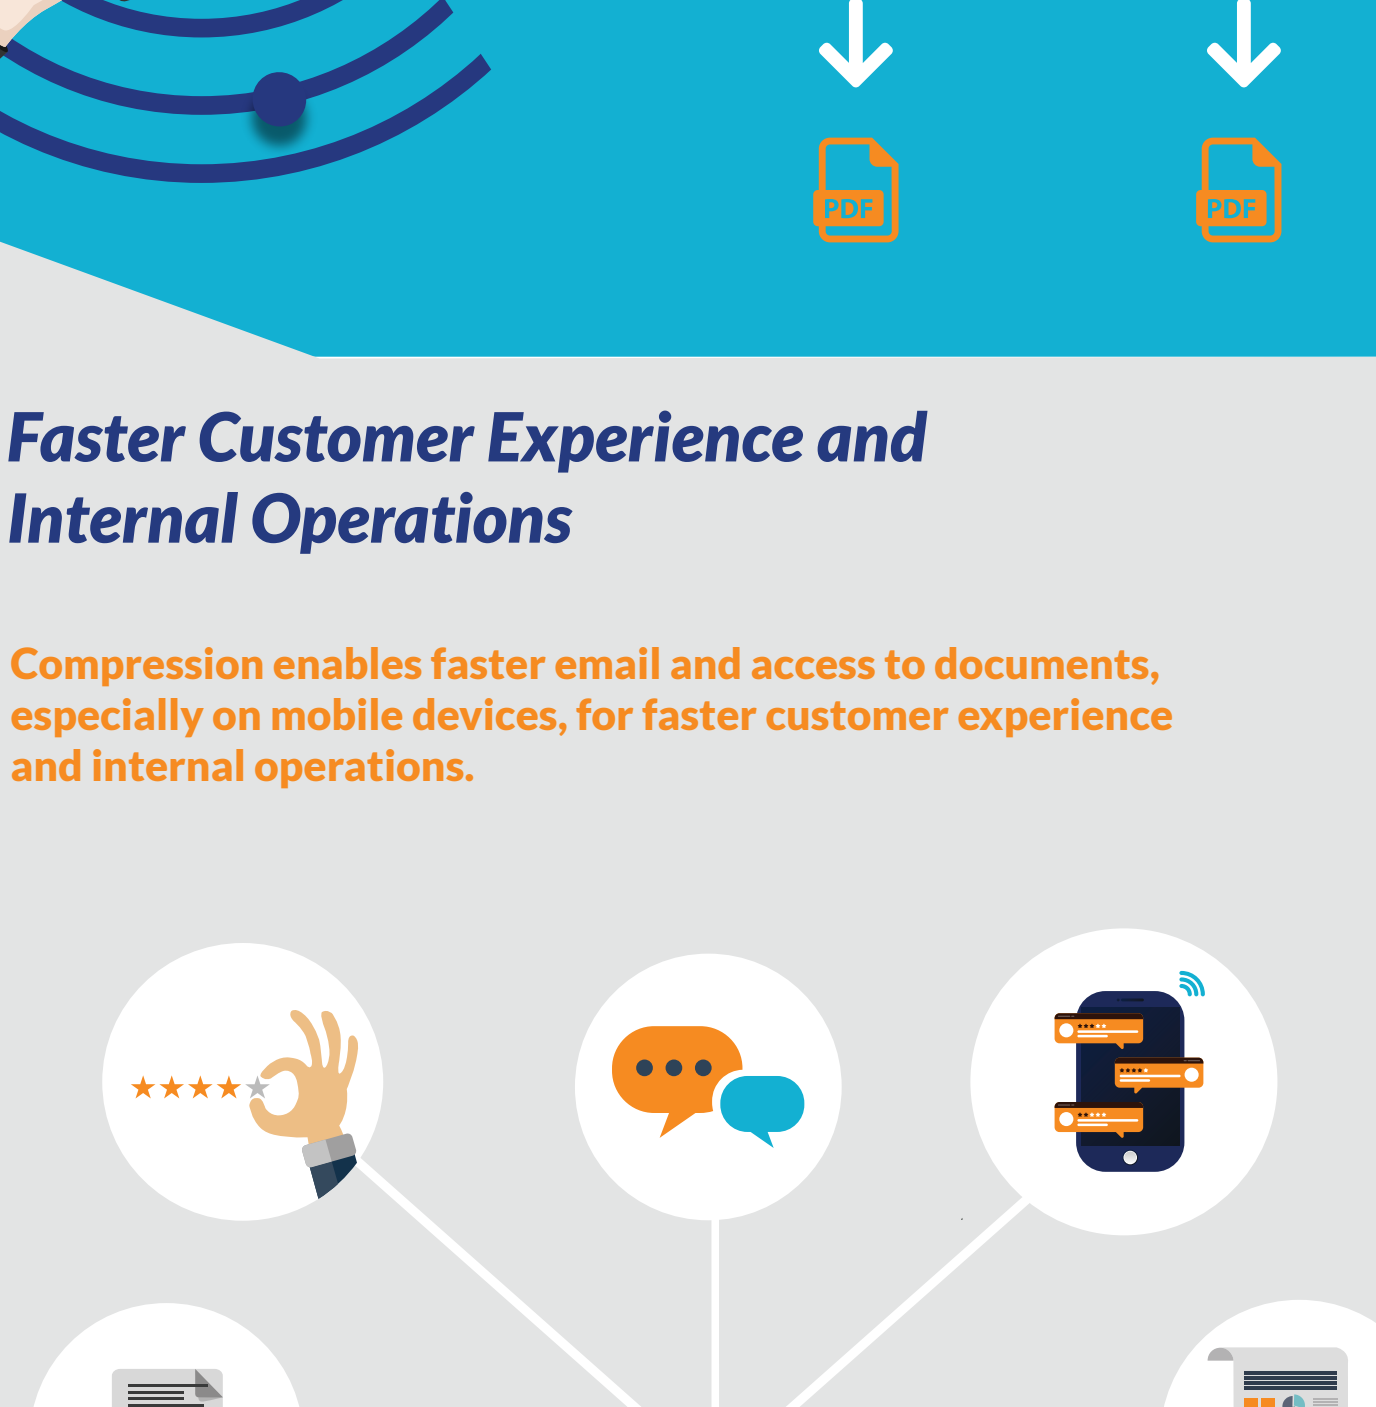 PDF PDF
Faster Customer Experience and
Internal Operations
Compression enables faster email and access to documents,
especially on mobile devices, for faster customer experience
and internal operations.